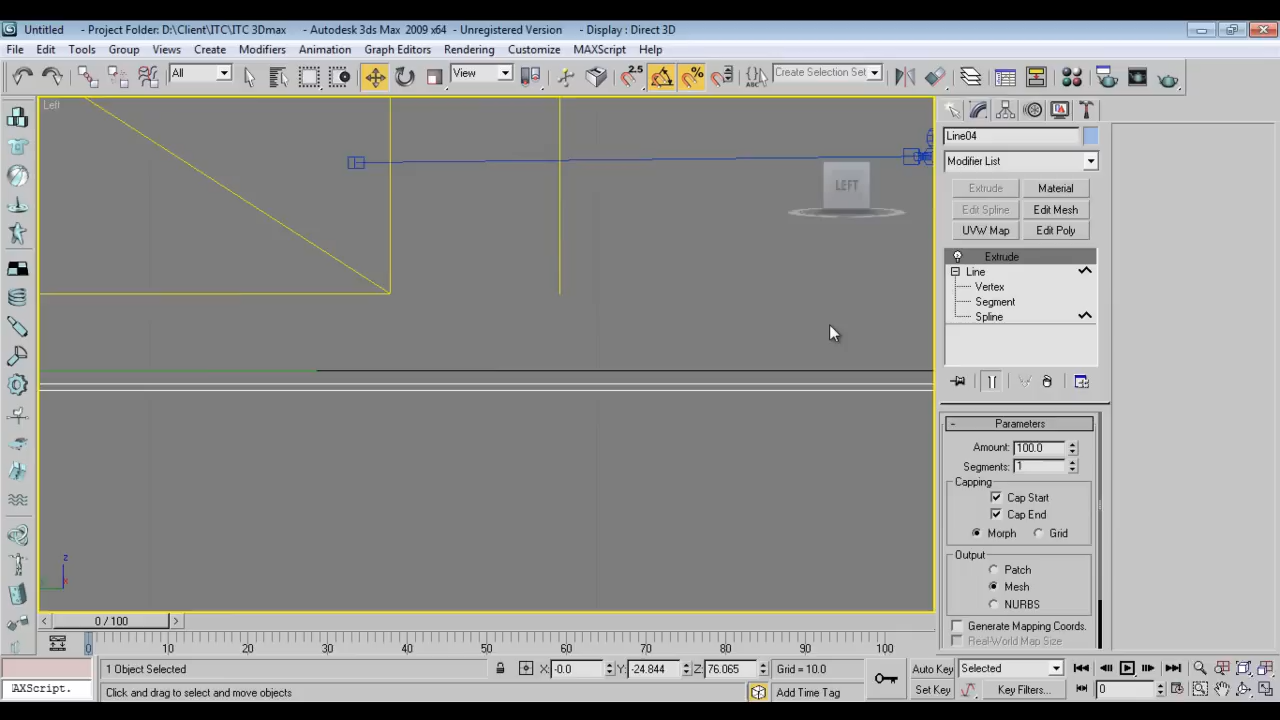 Untitled - Project Folder: D:\Client\ITC\ITC 3Dmax - Autodesk 3ds Max 2009 x64 - Unregistered Version - Display : Direct 3D
File Edit Tools Group Views Create Modifiers Animation Graph Editors Rendering Customize MAXScript Help
All View 2.5 ABC Create Selection Set
Left
LEFT
z
x
Line04
Modifier List
Extrude Material
Edit Spline Edit Mesh
UVW Map Edit Poly
Extrude
Line
Vertex
Segment
Spline
- Parameters
Amount: 100.0
Segments: 1
Capping
Cap Start
Cap End
Morph Grid
Output
Patch
Mesh
NURBS
Generate Mapping Coords.
Real-World Map Size
< 0 / 100 >
0 10 20 30 40 50 60 70 80 90 100
1 Object Selected X: -0.0 Y: -24.844 Z: 76.065 Grid = 10.0 Auto Key Selected
AXScript. Click and drag to select and move objects Add Time Tag Set Key Key Filters... 0